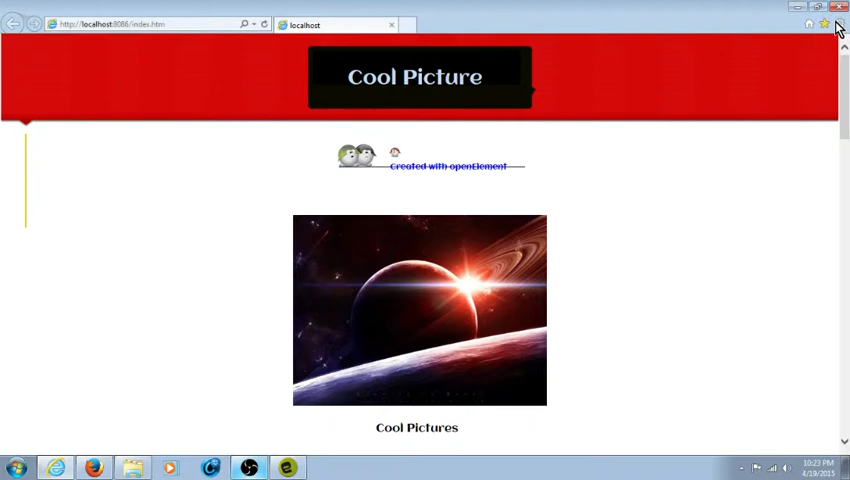 http://localhost:8086/index.htm
localhost
Cool Picture
Created with openElement
Cool Pictures
10:23 PM
4/19/2015